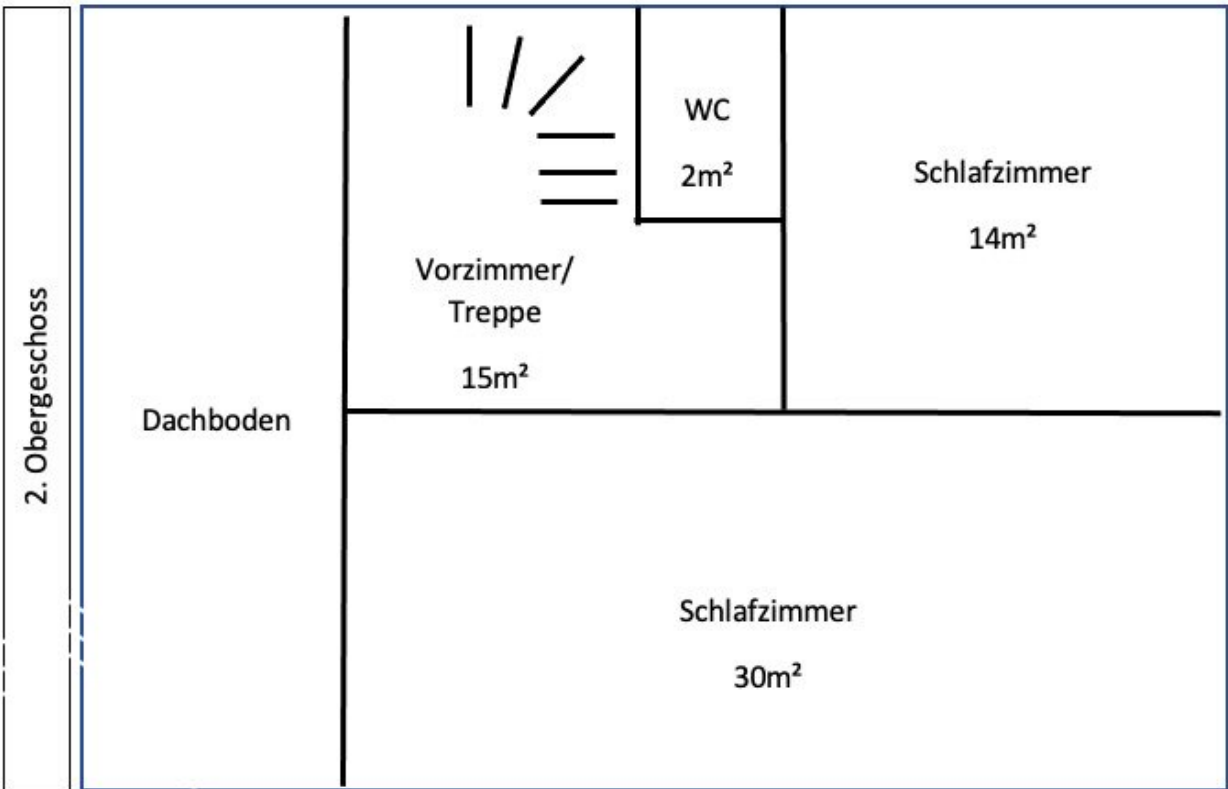 2. Obergeschoss
Dachboden
Vorzimmer/
Treppe
15m²
WC
2m²
Schlafzimmer
14m²
Schlafzimmer
30m²